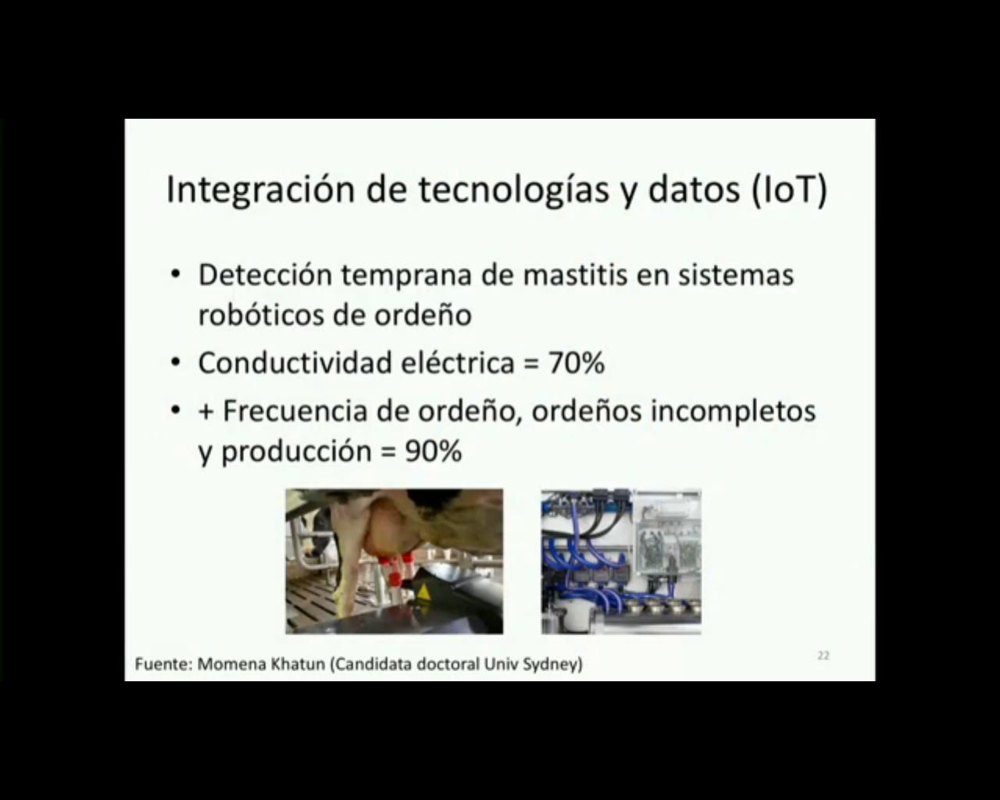 Integración de tecnologías y datos (IoT)
• Detección temprana de mastitis en sistemas
robóticos de ordeño
• Conductividad eléctrica = 70%
• + Frecuencia de ordeño, ordeños incompletos
y producción = 90%
Fuente: Momena Khatun (Candidata doctoral Univ Sydney)
22